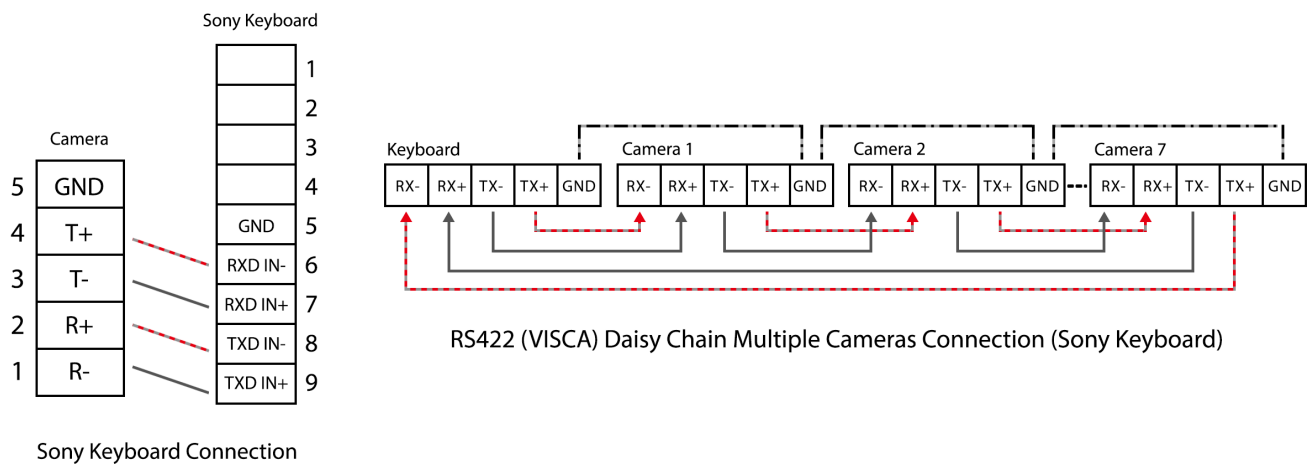 Sony Keyboard
1
2
3
4
GND 5
RXD IN- 6
RXD IN+ 7
TXD IN- 8
TXD IN+ 9
Camera
5 GND
4 T+
3 T-
2 R+
1 R-
Sony Keyboard Connection
Keyboard Camera 1 Camera 2 Camera 7
RX- RX+ TX- TX+ GND RX- RX+ TX- TX+ GND RX- RX+ TX- TX+ GND RX- RX+ TX- TX+ GND
RS422 (VISCA) Daisy Chain Multiple Cameras Connection (Sony Keyboard)